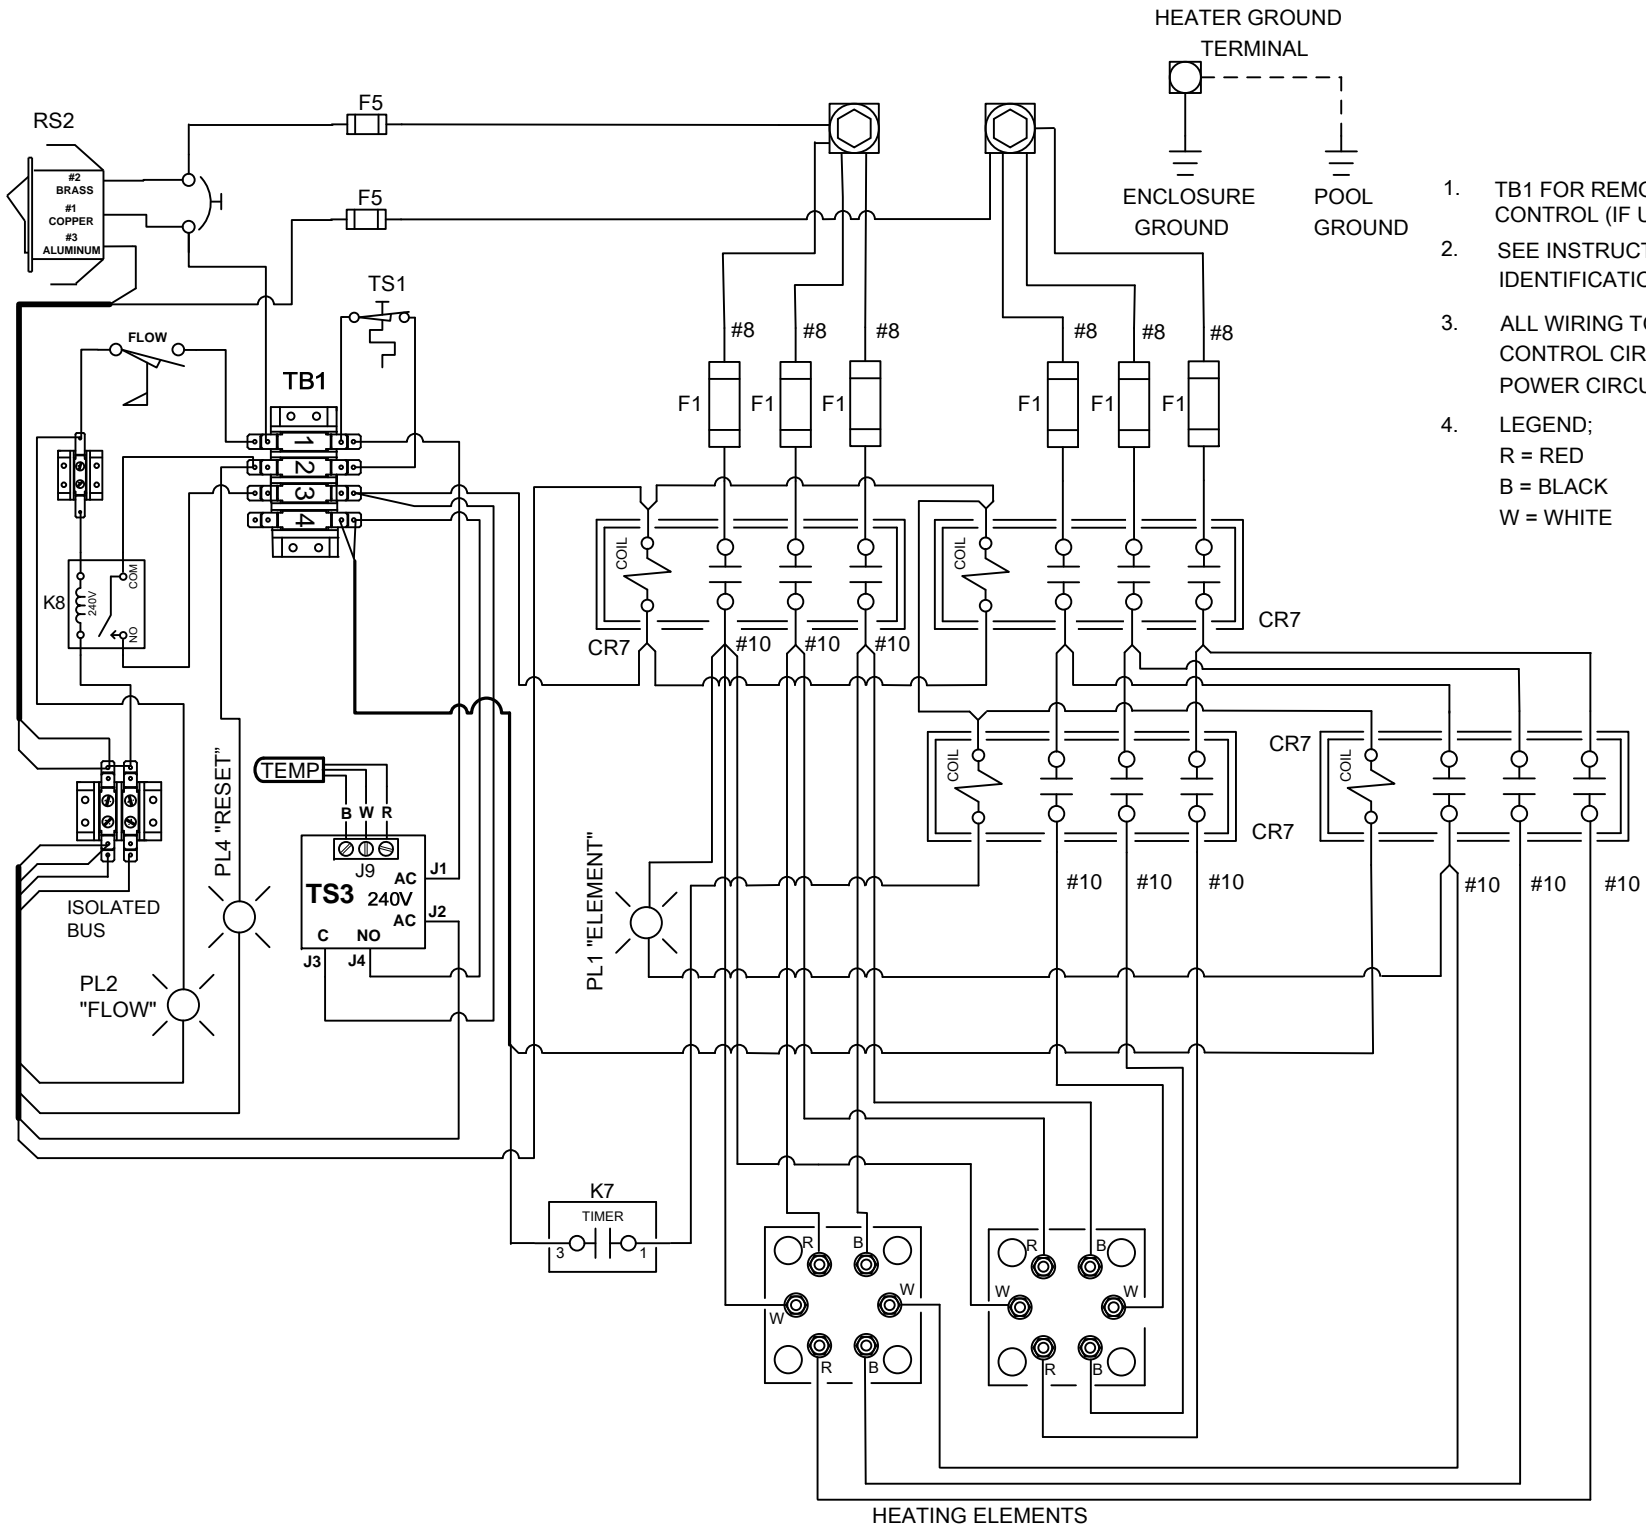 HEATER GROUND
TERMINAL
ENCLOSURE
GROUND
POOL
GROUND
1. TB1 FOR REMO
CONTROL (IF U
2. SEE INSTRUCT
IDENTIFICATIO
3. ALL WIRING TO
CONTROL CIR
POWER CIRCU
4. LEGEND;
R = RED
B = BLACK
W = WHITE
RS2
#2
BRASS
#1
COPPER
#3
ALUMINUM
F5
F5
TS1
FLOW
TB1
1
2
3
4
#8
#8
#8
#8
#8
#8
F1
F1
F1
F1
F1
F1
COIL
COIL
CR7
#10
#10
#10
CR7
K8
240V
COM
NO
COIL
CR7
CR7
COIL
#10
#10
#10
#10
#10
#10
PL4 "RESET"
TEMP
B W R
J9
TS3
240V
AC
J1
AC
J2
C
NO
J3
J4
ISOLATED
BUS
PL2
"FLOW"
PL1 "ELEMENT"
K7
TIMER
3
1
R
B
W
W
R
B
R
B
W
W
R
B
HEATING ELEMENTS